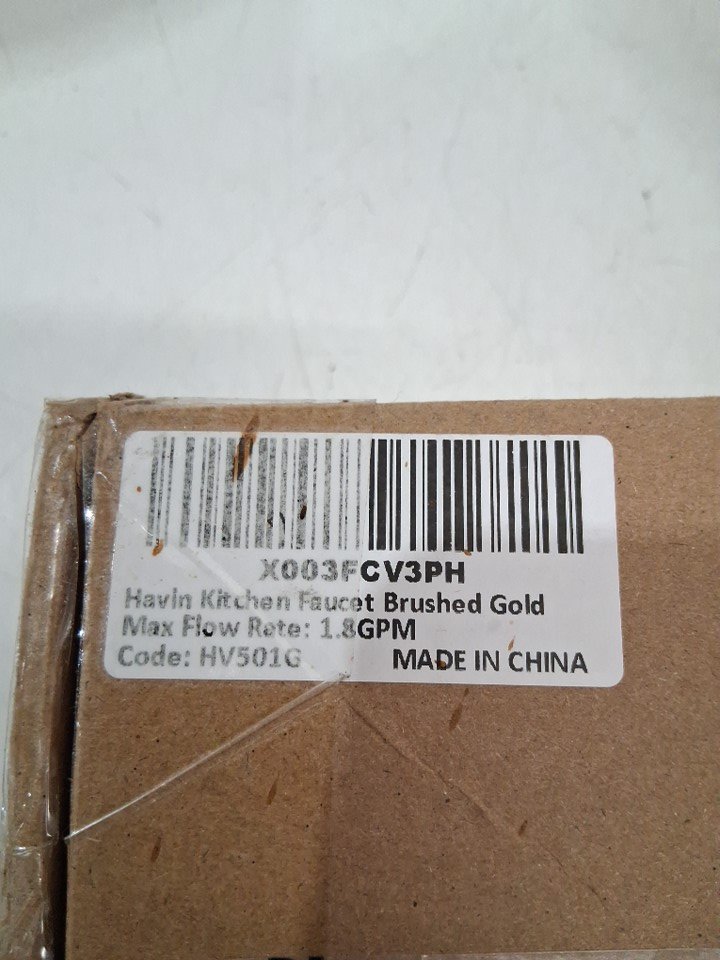 X003FCV3PH
Havin Kitchen Faucet Brushed Gold
Max Flow Rate: 1.8GPM
Code: HV501G MADE IN CHINA